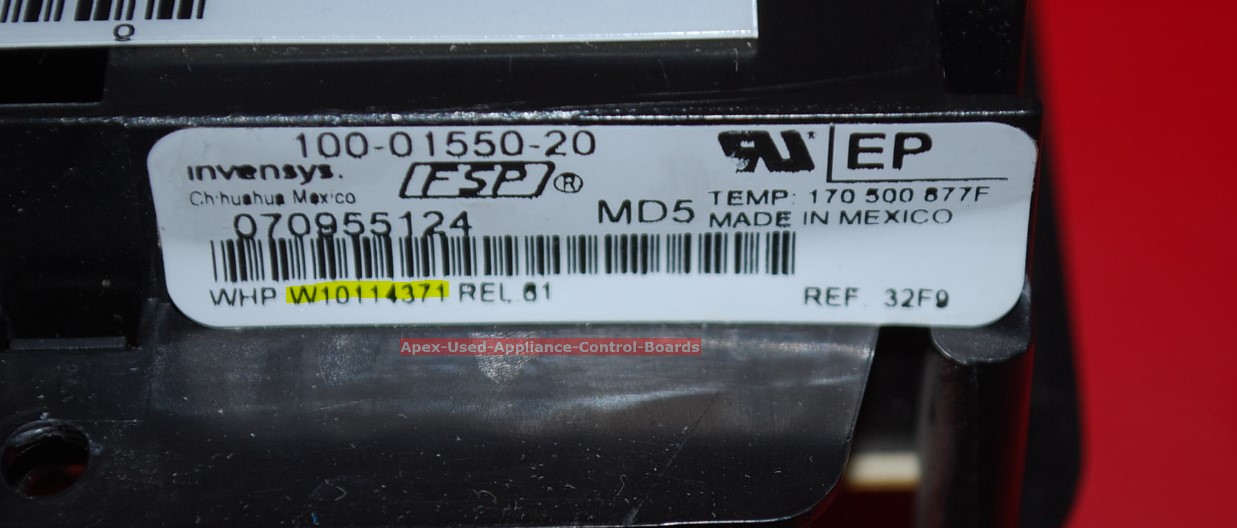 0
100-01550-20
invensys.
FSP®
Chihuahua Mexico
070955124
MD5
EP
TEMP: 170 500 877F
MADE IN MEXICO
WHP W10114371 REL.61
REF. 32F9
Apex-Used-Appliance-Control-Boards